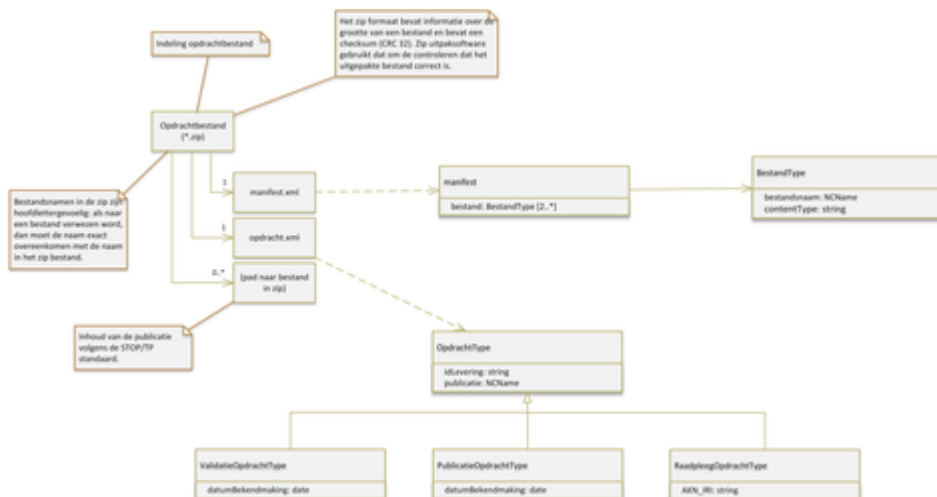 Het zip formaat bevat informatie over de
grootte van een bestand en bevat een
checksum (CRC 32). Zip uitpaksoftware
gebruikt dat om de controleren dat het
uitgepakte bestand correct is.
Indeling opdrachtbestand
Opdrachtbestand
(*.zip)
Bestandsnamen in de zip zijn
hoofdlettergevoelig: als naar
een bestand verwezen word,
dan moet de naam exact
overeenkomen met de naam
in het zip bestand.
1
manifest.xml
1
opdracht.xml
0..*
(pad naar bestand
in zip)
manifest
bestand: BestandType [2..*]
BestandType
bestandsnaam: NCName
contentType: string
Inhoud van de publicatie
volgens de STOP/TP
standaard.
OpdrachtType
idLevering: string
publicatie: NCName
ValidatieOpdrachtType
datumBekendmaking: date
PublicatieOpdrachtType
datumBekendmaking: date
RaadpleegOpdrachtType
AKN_IRI: string